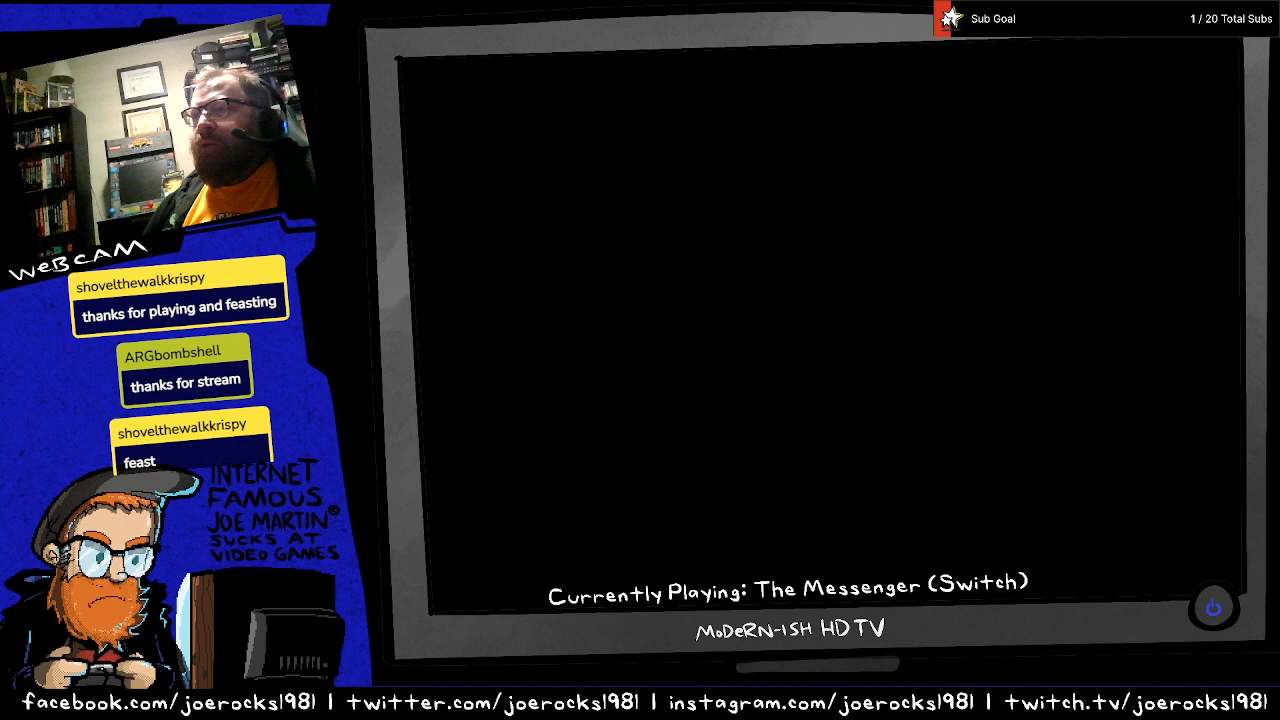 Sub Goal
1 / 20 Total Subs
WEBCAM
shovelthewalkkrispy
thanks for playing and feasting
ARGbombshell
thanks for stream
shovelthewalkkrispy
feast
INTERNET
FAMOUS
JOE MARTIN©
SUCKS AT
VIDEO GAMES
Currently Playing: The Messenger (Switch)
MODERN-ISH HDTV
facebook.com/joerocks1981 | twitter.com/joerocks1981 | instagram.com/joerocks1981 | twitch.tv/joerocks1981